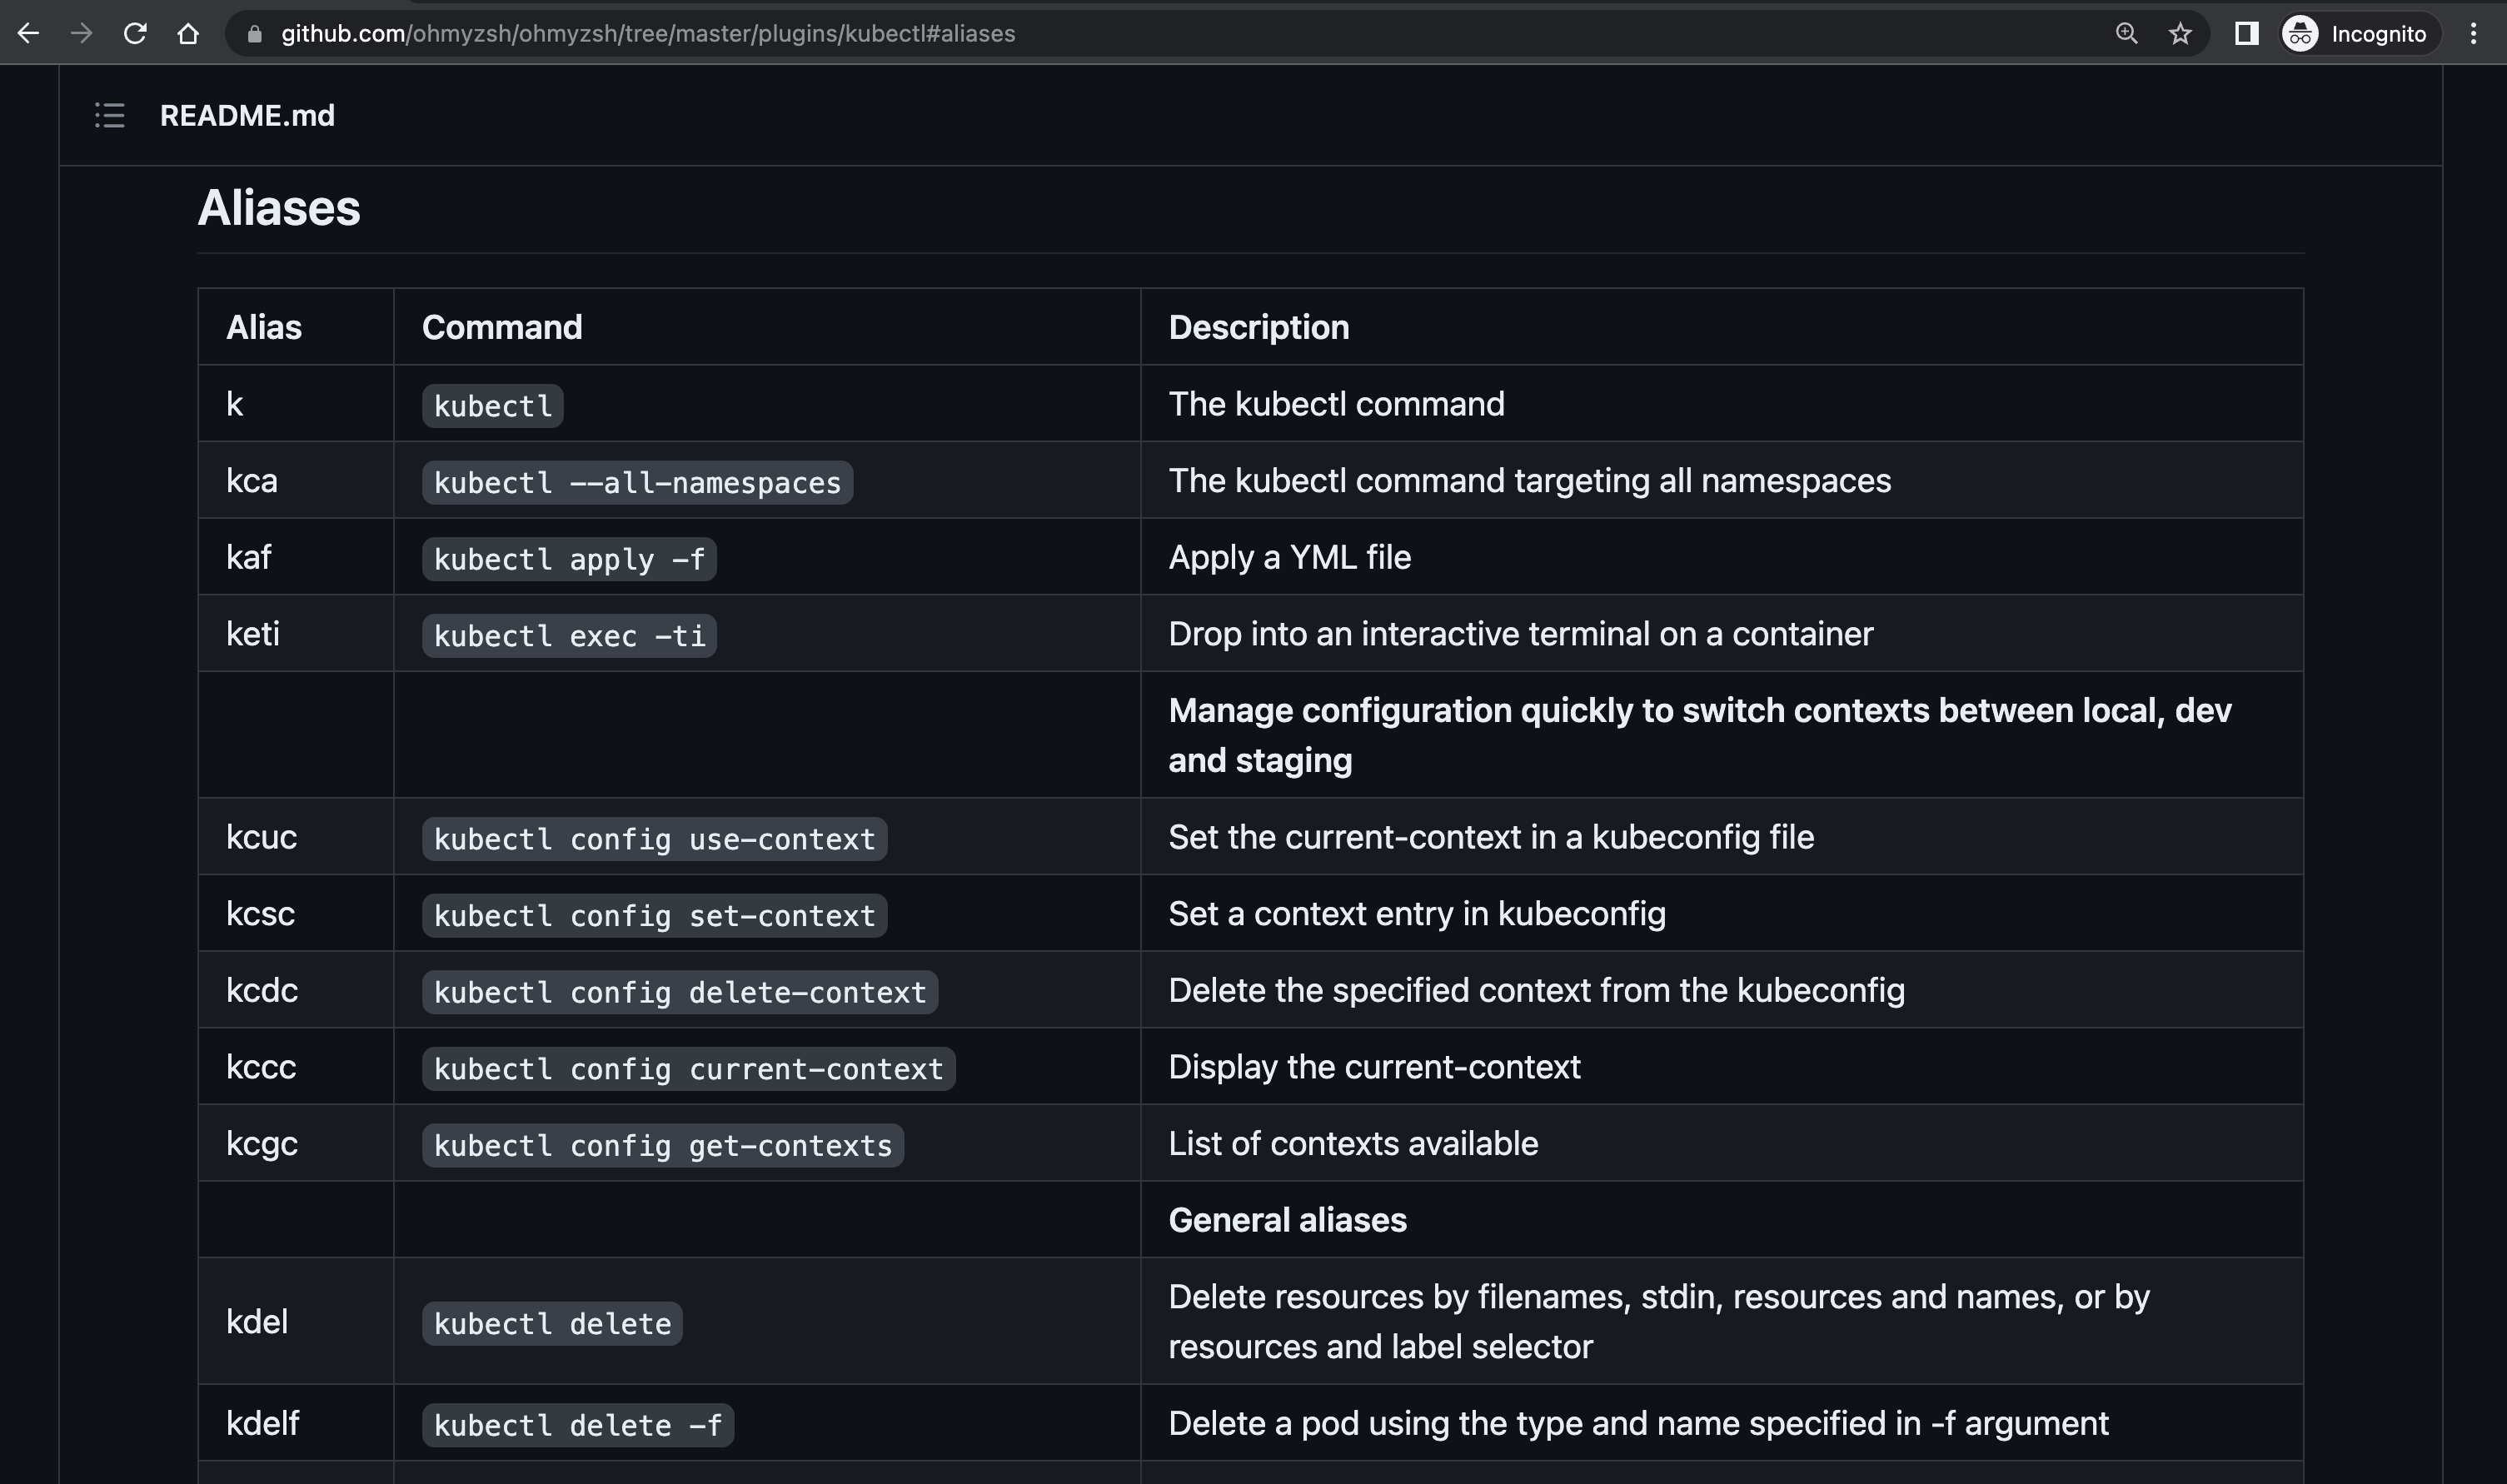 github.com/ohmyzsh/ohmyzsh/tree/master/plugins/kubectl#aliases
Incognito
README.md
Aliases
Alias Command Description
k kubectl The kubectl command
kca kubectl --all-namespaces The kubectl command targeting all namespaces
kaf kubectl apply -f Apply a YML file
keti kubectl exec -ti Drop into an interactive terminal on a container
Manage configuration quickly to switch contexts between local, dev
and staging
kcuc kubectl config use-context Set the current-context in a kubeconfig file
kcsc kubectl config set-context Set a context entry in kubeconfig
kcdc kubectl config delete-context Delete the specified context from the kubeconfig
kccc kubectl config current-context Display the current-context
kcgc kubectl config get-contexts List of contexts available
General aliases
kdel kubectl delete Delete resources by filenames, stdin, resources and names, or by
resources and label selector
kdelf kubectl delete -f Delete a pod using the type and name specified in -f argument